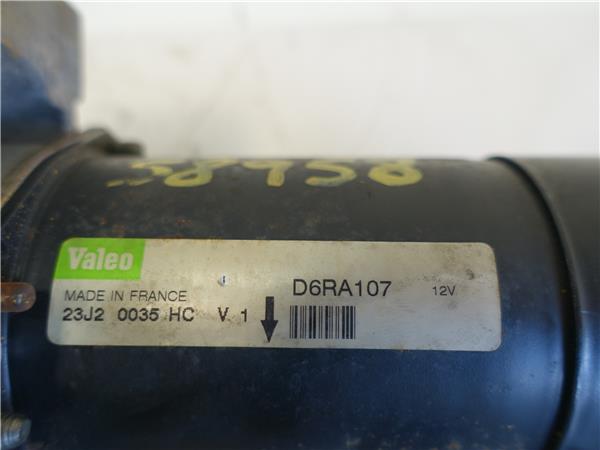 58958
Valeo
D6RA107 12V
MADE IN FRANCE
23J2 0035 HC V 1